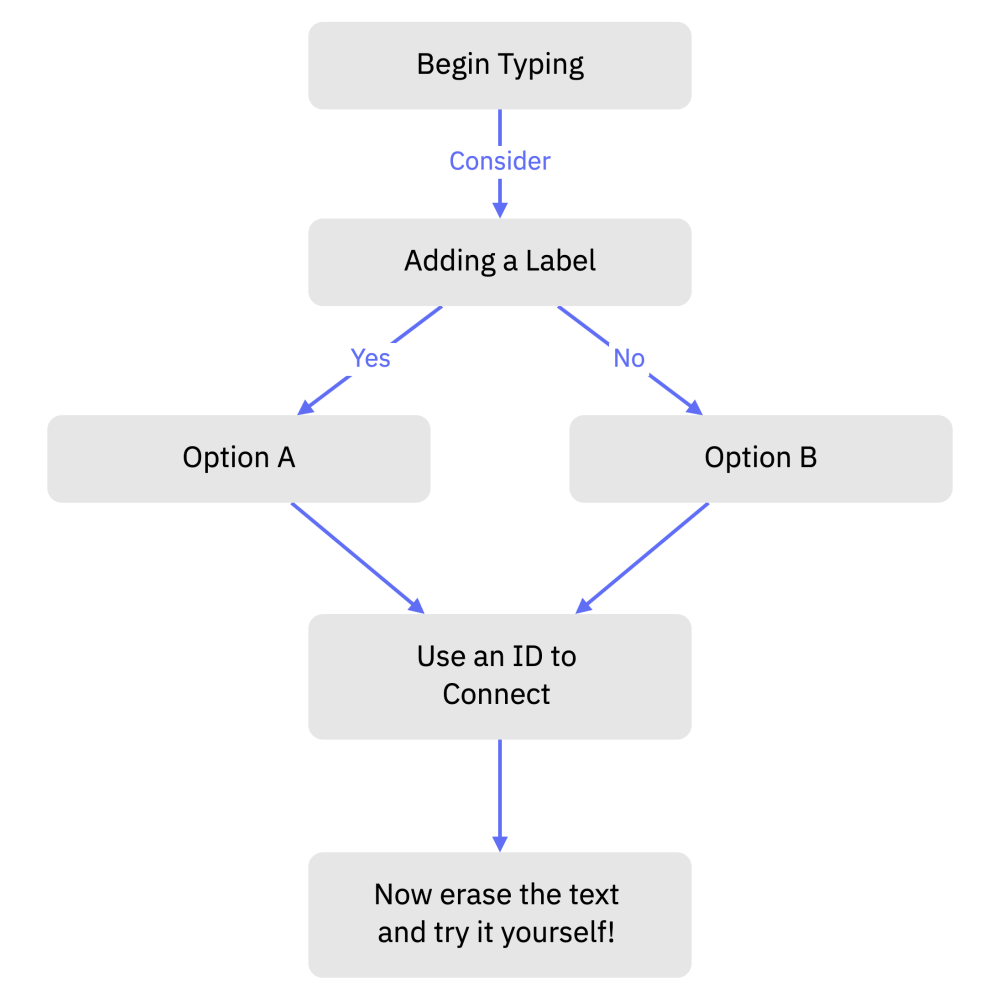 Begin Typing
Consider
Adding a Label
Yes
No
Option A
Option B
Use an ID to
Connect
Now erase the text
and try it yourself!